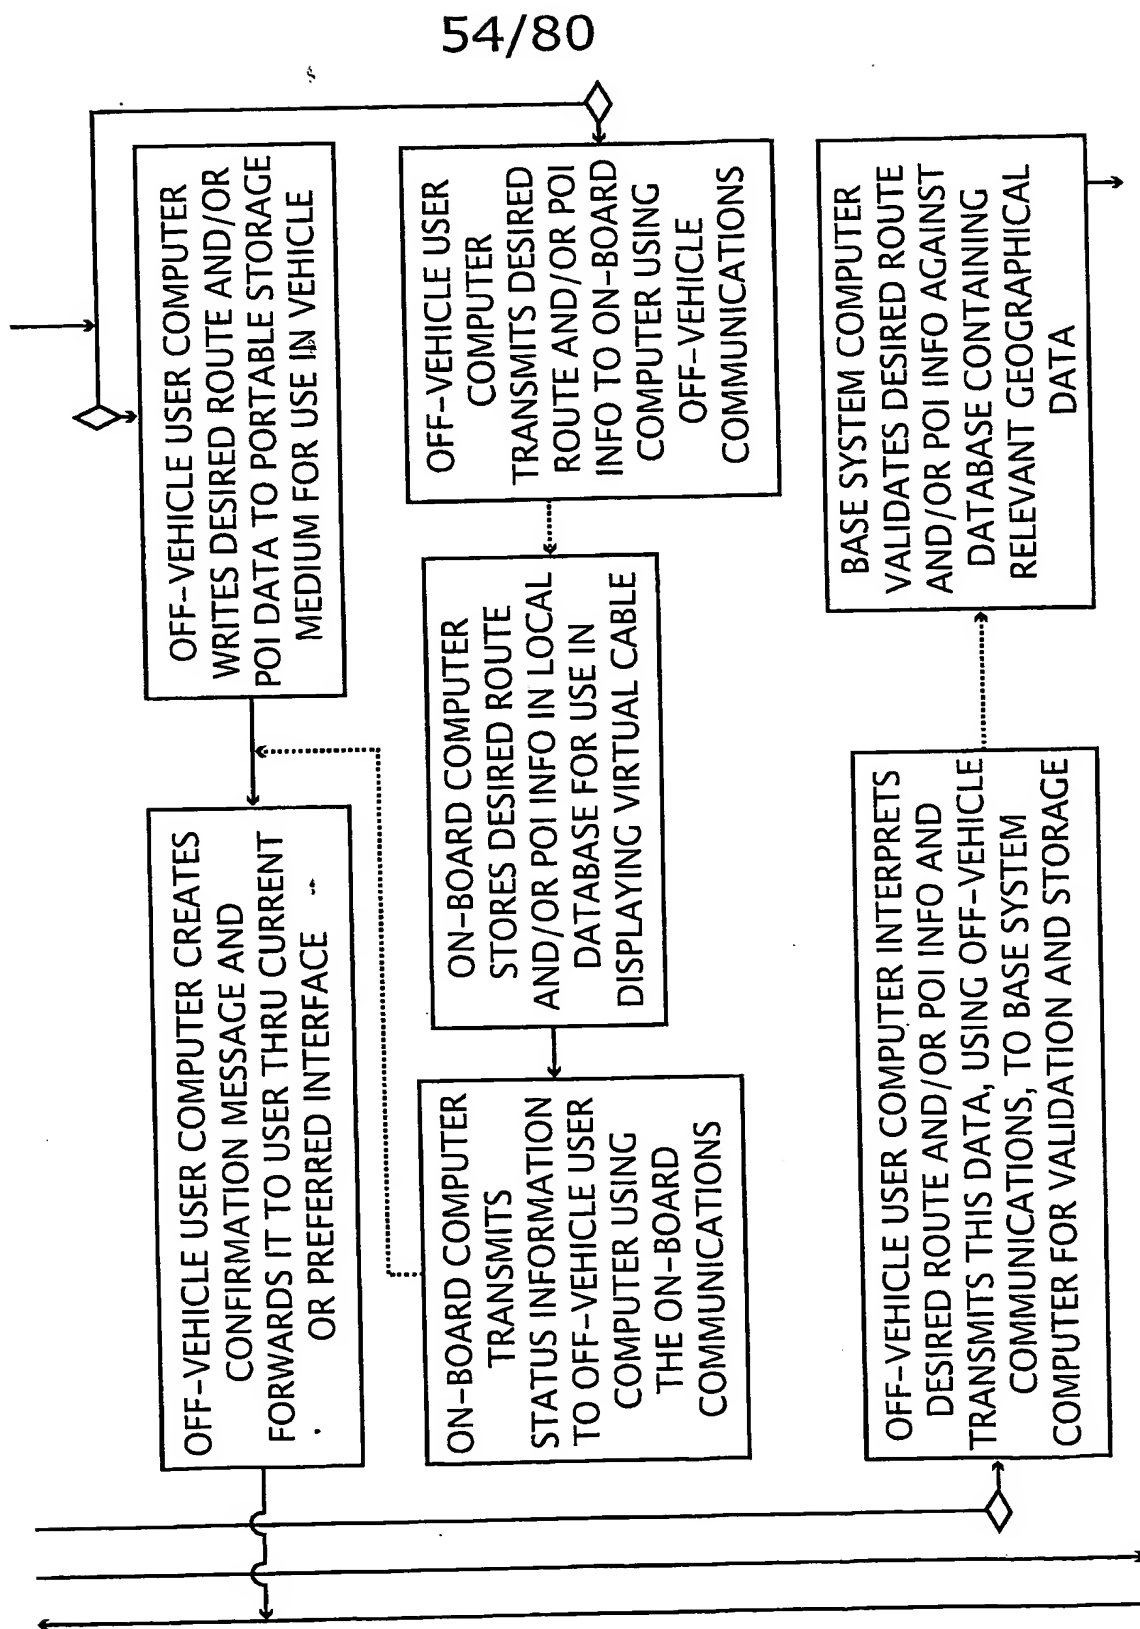 54/80
OFF-VEHICLE USER COMPUTER
WRITES DESIRED ROUTE AND/OR
POI DATA TO PORTABLE STORAGE
MEDIUM FOR USE IN VEHICLE
OFF-VEHICLE USER COMPUTER CREATES
CONFIRMATION MESSAGE AND
FORWARDS IT TO USER THRU CURRENT
OR PREFERRED INTERFACE
OFF-VEHICLE USER
COMPUTER
TRANSMITS DESIRED
ROUTE AND/OR POI
INFO TO ON-BOARD
COMPUTER USING
OFF-VEHICLE
COMMUNICATIONS
ON-BOARD COMPUTER
STORES DESIRED ROUTE
AND/OR POI INFO IN LOCAL
DATABASE FOR USE IN
DISPLAYING VIRTUAL CABLE
ON-BOARD COMPUTER
TRANSMITS
STATUS INFORMATION
TO OFF-VEHICLE USER
COMPUTER USING
THE ON-BOARD
COMMUNICATIONS
OFF-VEHICLE USER COMPUTER INTERPRETS
DESIRED ROUTE AND/OR POI INFO AND
TRANSMITS THIS DATA, USING OFF-VEHICLE
COMMUNICATIONS, TO BASE SYSTEM
COMPUTER FOR VALIDATION AND STORAGE
BASE SYSTEM COMPUTER
VALIDATES DESIRED ROUTE
AND/OR POI INFO AGAINST
DATABASE CONTAINING
RELEVANT GEOGRAPHICAL
DATA